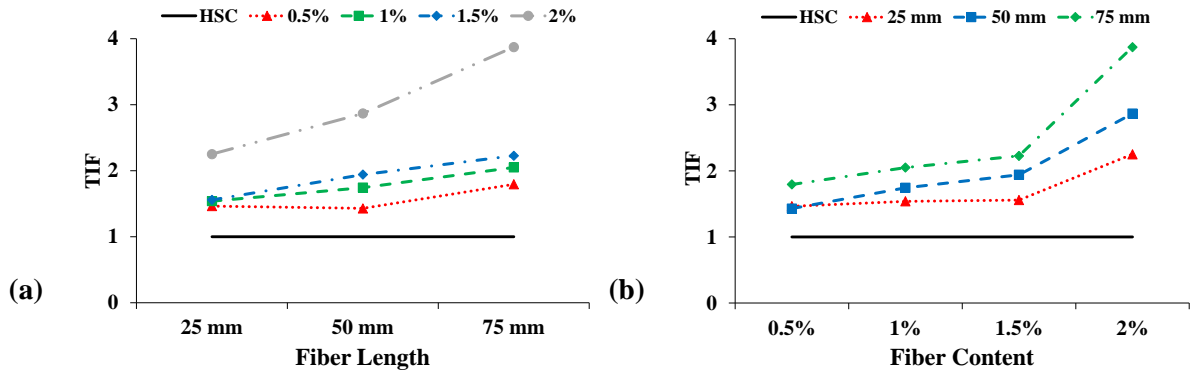 HSC 0.5% 1% 1.5% 2%
4
3
2
1
0
TIF
25 mm 50 mm 75 mm
Fiber Length
(a)
HSC 25 mm 50 mm 75 mm
4
3
2
1
0
TIF
0.5% 1% 1.5% 2%
Fiber Content
(b)